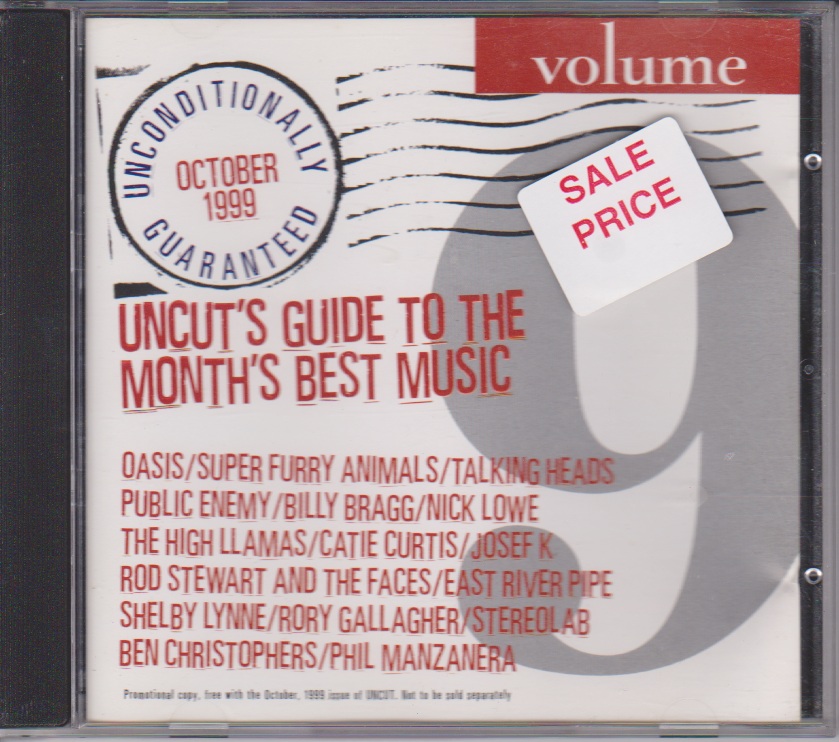 volume
9
UNCONDITIONALLY
OCTOBER
1999
GUARANTEED
SALE
PRICE
UNCUT'S GUIDE TO THE
MONTH'S BEST MUSIC
OASIS/SUPER FURRY ANIMALS/TALKING HEADS
PUBLIC ENEMY/BILLY BRAGG/NICK LOWE
THE HIGH LLAMAS/CATIE CURTIS/JOSEF K
ROD STEWART AND THE FACES/EAST RIVER PIPE
SHELBY LYNNE/RORY GALLAGHER/STEREOLAB
BEN CHRISTOPHERS/PHIL MANZANERA
Promotional copy, free with the October, 1999 issue of UNCUT. Not to be sold separately